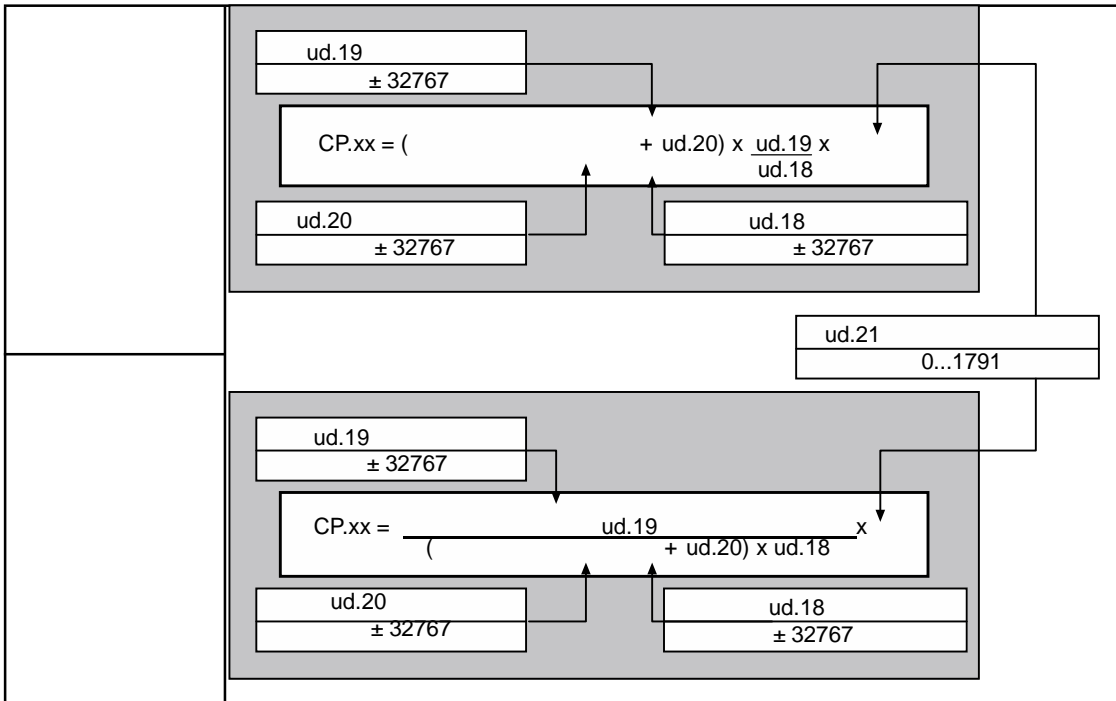 ud.19
± 32767
CP.xx = ( + ud.20) x ud.19 x
ud.18
ud.20
± 32767
ud.18
± 32767
ud.21
0...1791
ud.19
± 32767
CP.xx = ud.19 x
( + ud.20) x ud.18
ud.20
± 32767
ud.18
± 32767